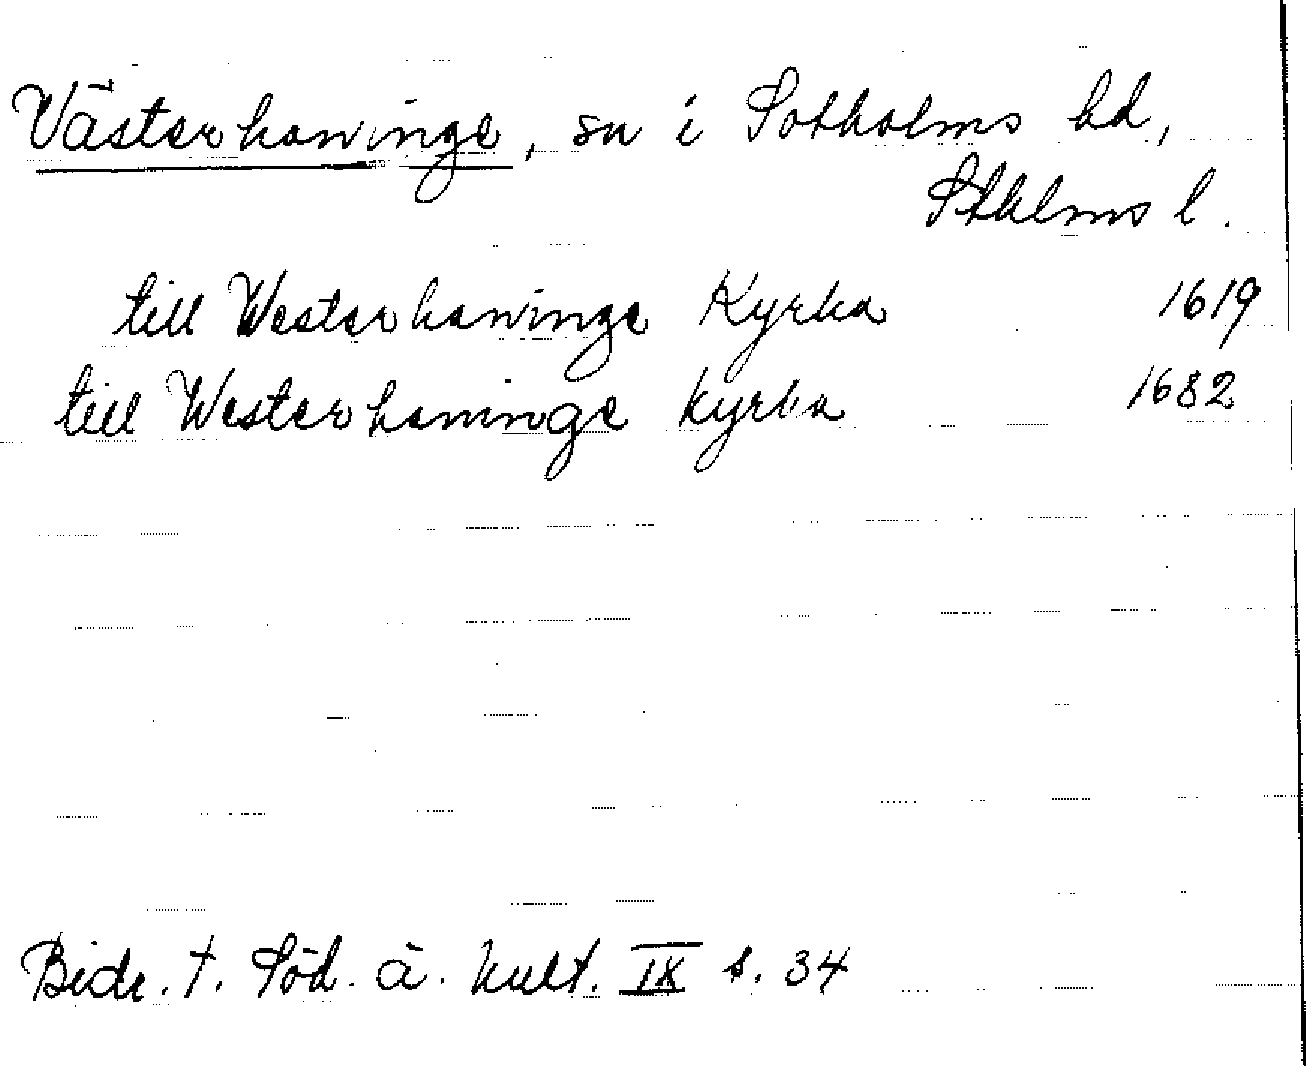 Västerhaninge, sn i Sotholms hd,
Sthlms l.
till Westerhaninge Kyrka 1619
till Westerhaninge kyrka 1682
Bidr. t. Söd. ä. kult. IX s. 34